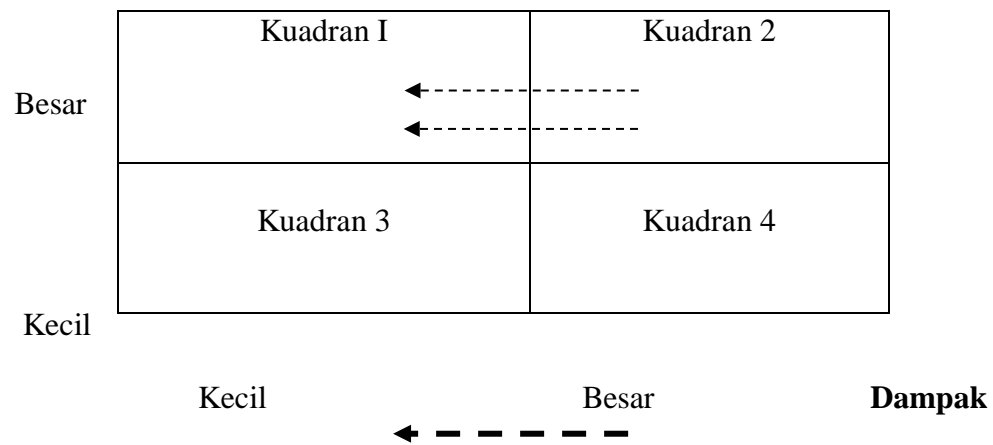 Kuadran I Kuadran 2
Besar
Kuadran 3 Kuadran 4
Kecil
Kecil Besar Dampak